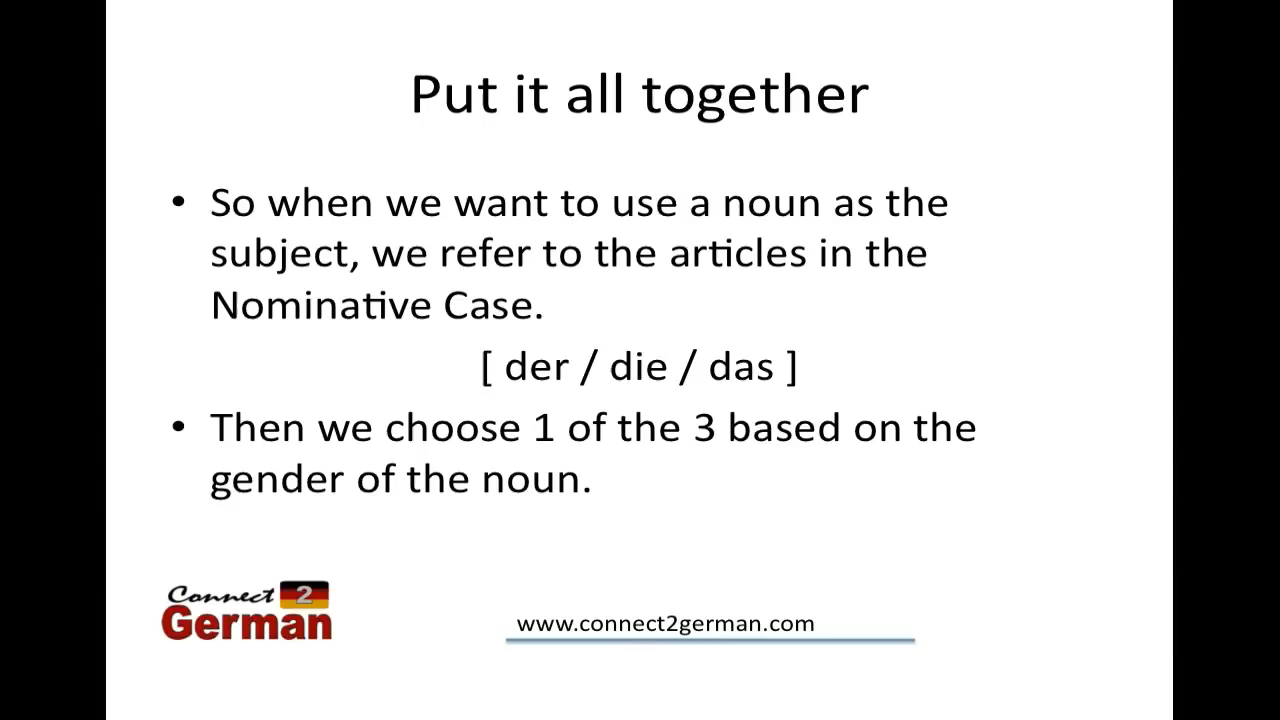 Put it all together
• So when we want to use a noun as the
subject, we refer to the articles in the
Nominative Case.
[ der / die / das ]
• Then we choose 1 of the 3 based on the
gender of the noun.
Connect 2
German
www.connect2german.com